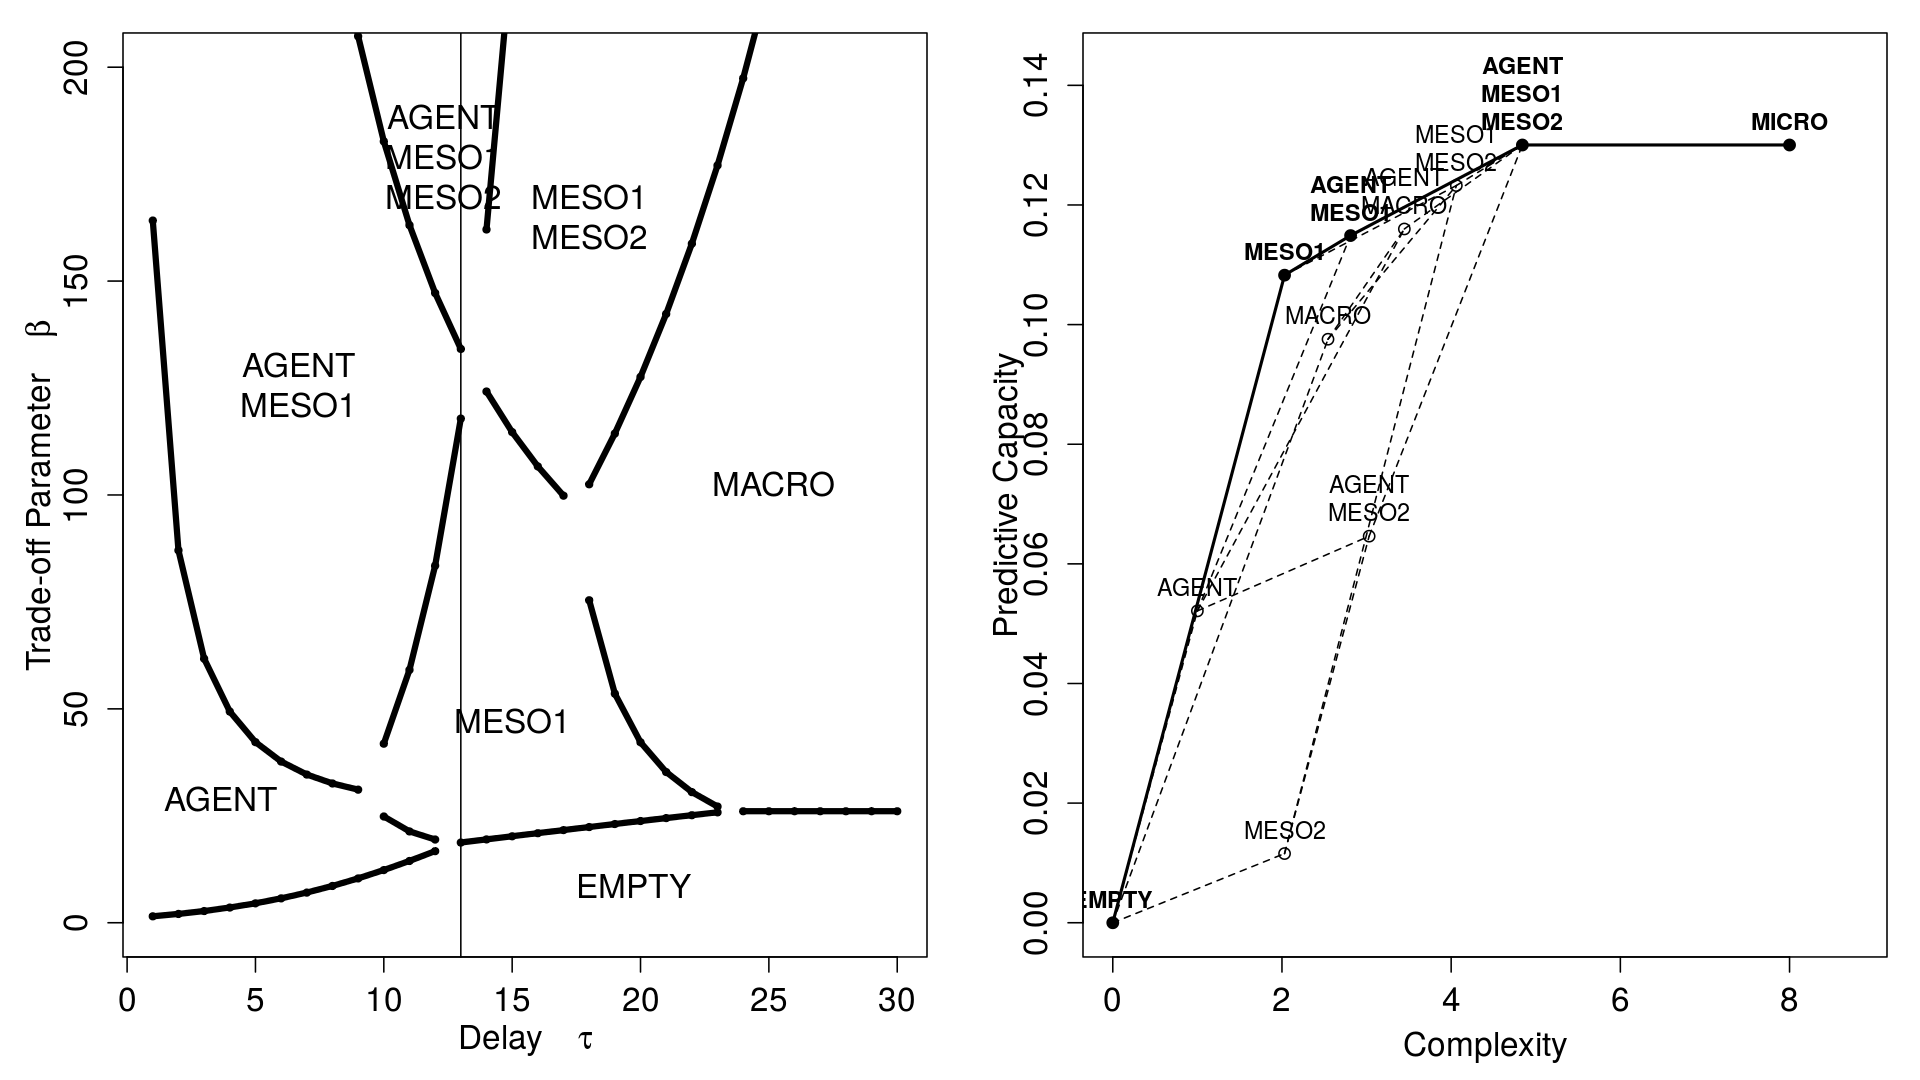 200
150
100
50
0
Trade-off Parameter β
AGENT
MESO1
MESO2
MESO1
MESO2
AGENT
MESO1
MACRO
MESO1
AGENT
EMPTY
0 5 10 15 20 25 30
Delay τ
0.14
0.12
0.10
0.08
0.06
0.04
0.02
0.00
Predictive Capacity
AGENT
MESO1
MESO2
MICRO
MESO1
MESO2
AGENT
MACRO
AGENT
MESO1
MESO1
MACRO
AGENT
MESO2
AGENT
MESO2
EMPTY
0 2 4 6 8
Complexity